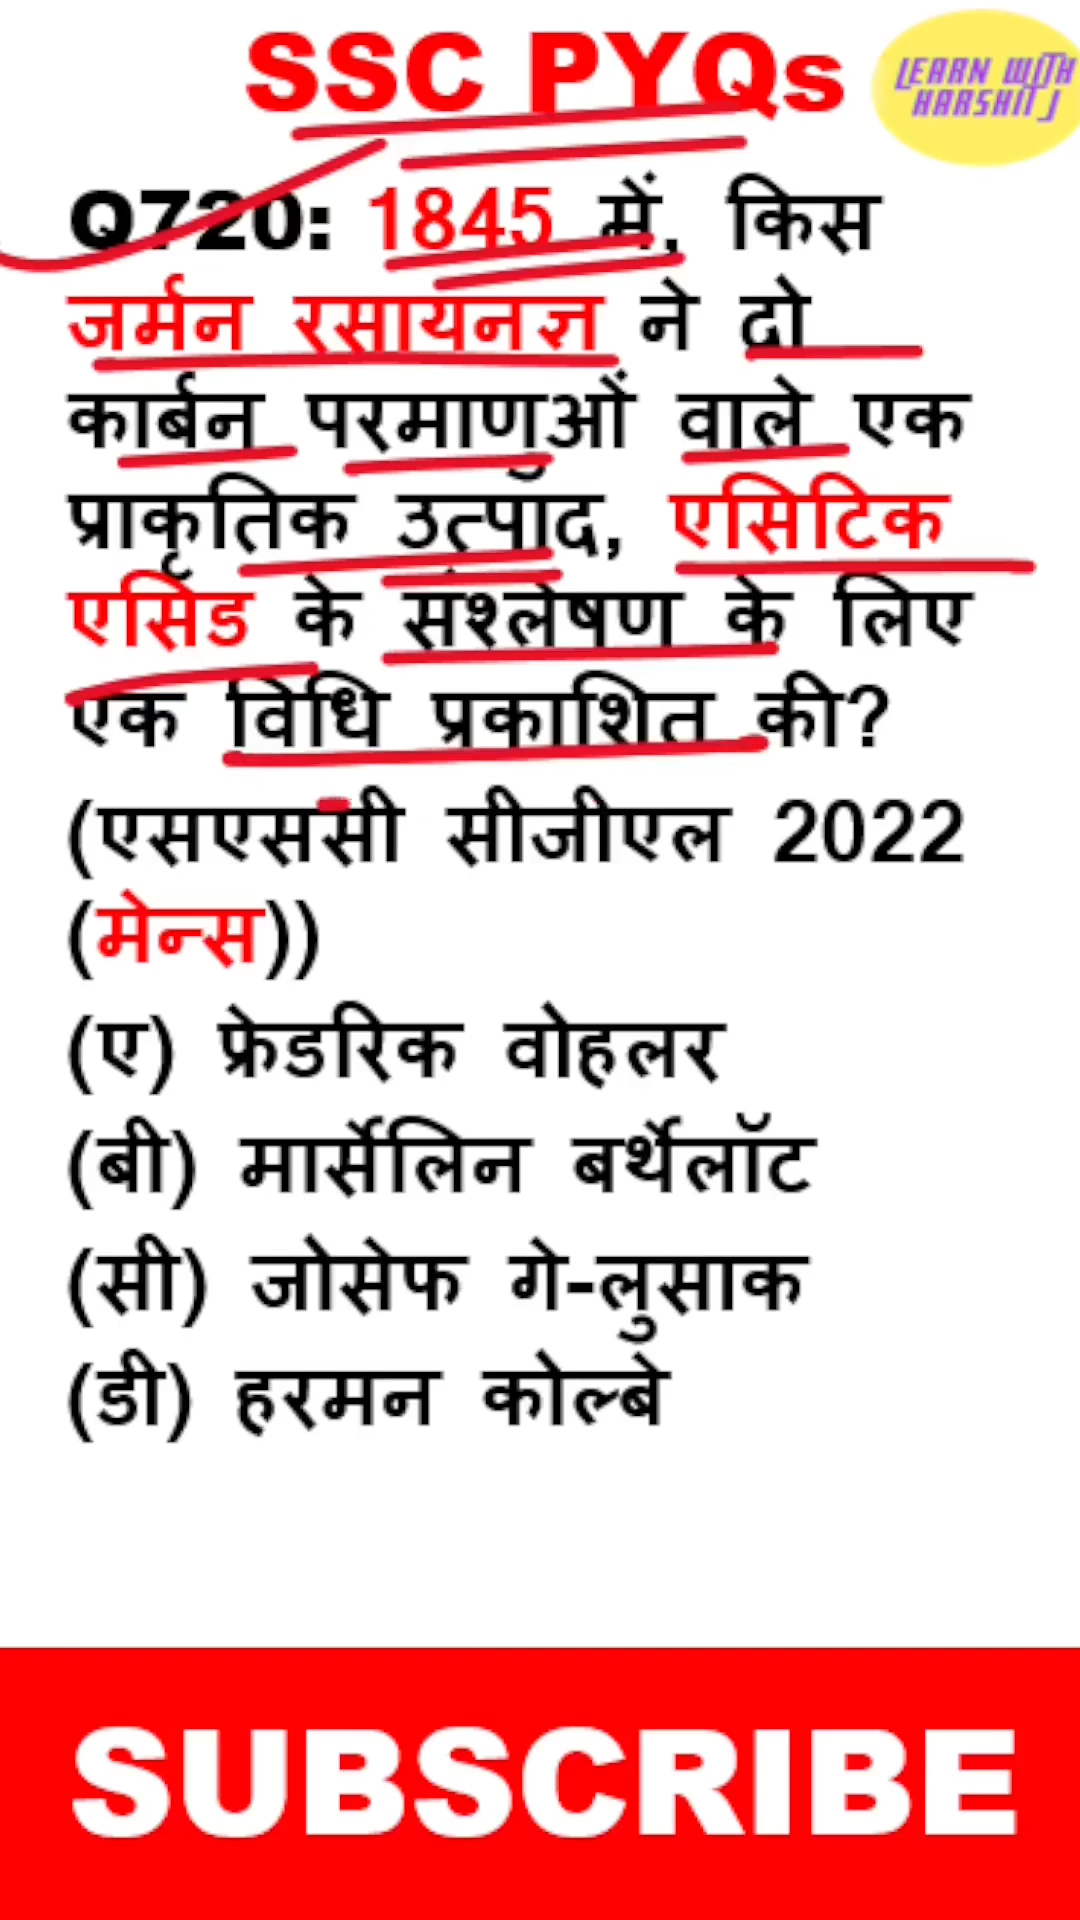 SSC PYQs
LEARN WITH
HARSHIT J
Q720: 1845 में, किस
जर्मन रसायनज्ञ ने दो
कार्बन परमाणुओं वाले एक
प्राकृतिक उत्पाद, एसिटिक
एसिड के संश्लेषण के लिए
एक विधि प्रकाशित की?
(एसएससी सीजीएल 2022
(मेन्स))
(ए) फ्रेडरिक वोहलर
(बी) मार्सेलिन बर्थेलॉट
(सी) जोसेफ गे-लुसाक
(डी) हरमन कोल्बे
SUBSCRIBE